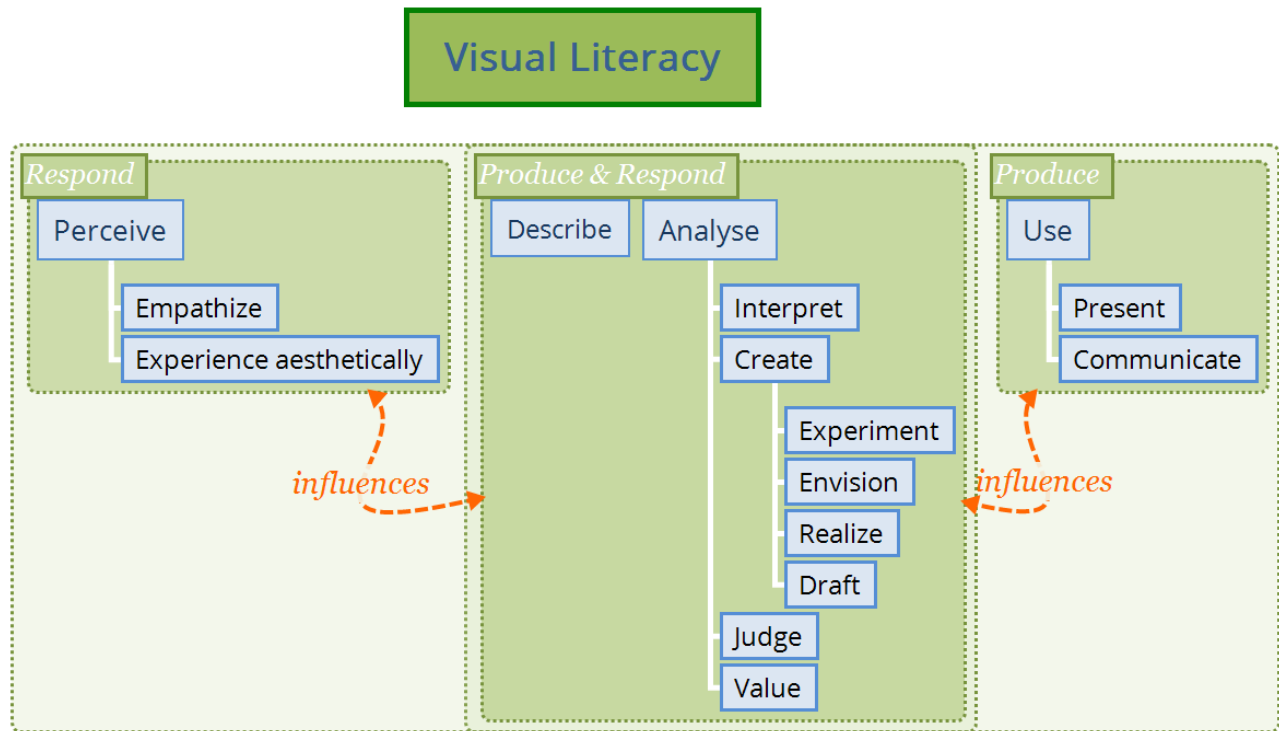 Visual Literacy
Respond
Perceive
Empathize
Experience aesthetically
influences
Produce & Respond
Describe
Analyse
Interpret
Create
Experiment
Envision
Realize
Draft
Judge
Value
influences
Produce
Use
Present
Communicate